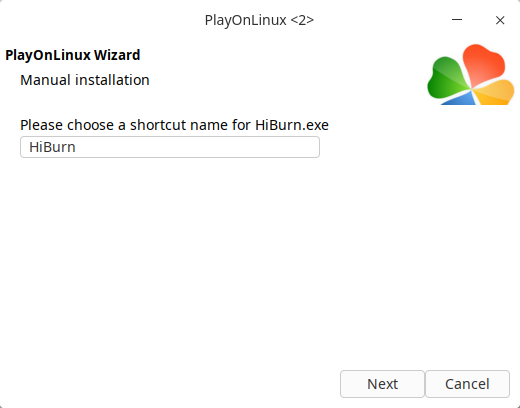 PlayOnLinux <2>
PlayOnLinux Wizard
Manual installation
Please choose a shortcut name for HiBurn.exe
HiBurn
Next
Cancel